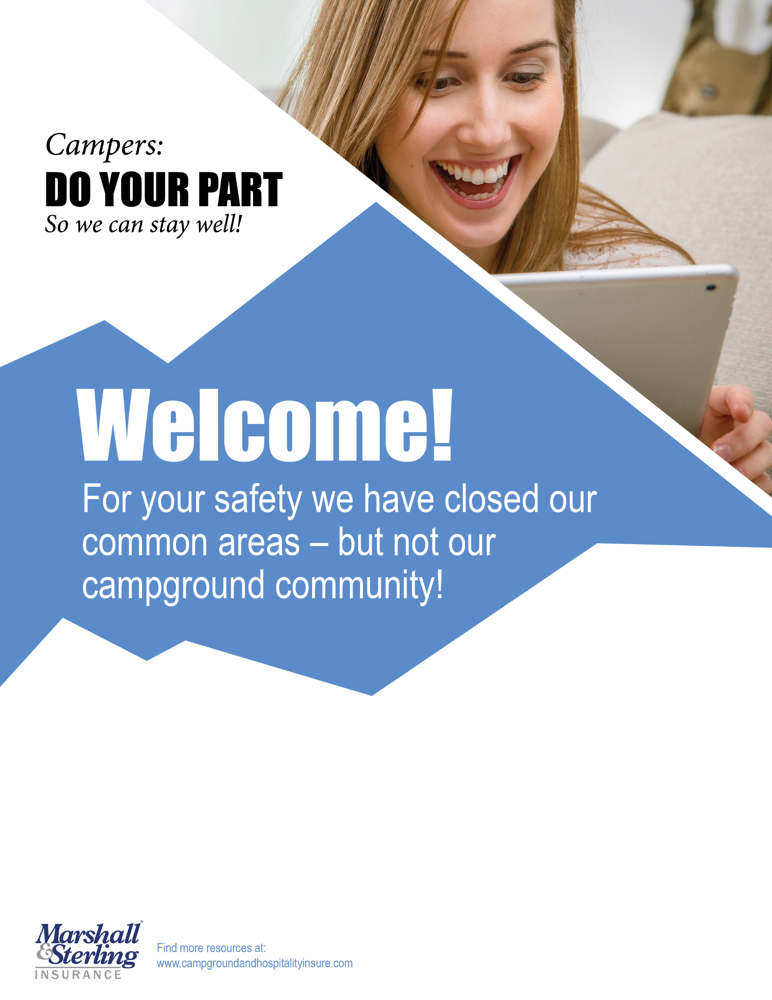 Campers:
DO YOUR PART
So we can stay well!
Welcome!
For your safety we have closed our
common areas – but not our
campground community!
Marshall®
&Sterling
INSURANCE
Find more resources at:
www.campgroundandhospitalityinsure.com